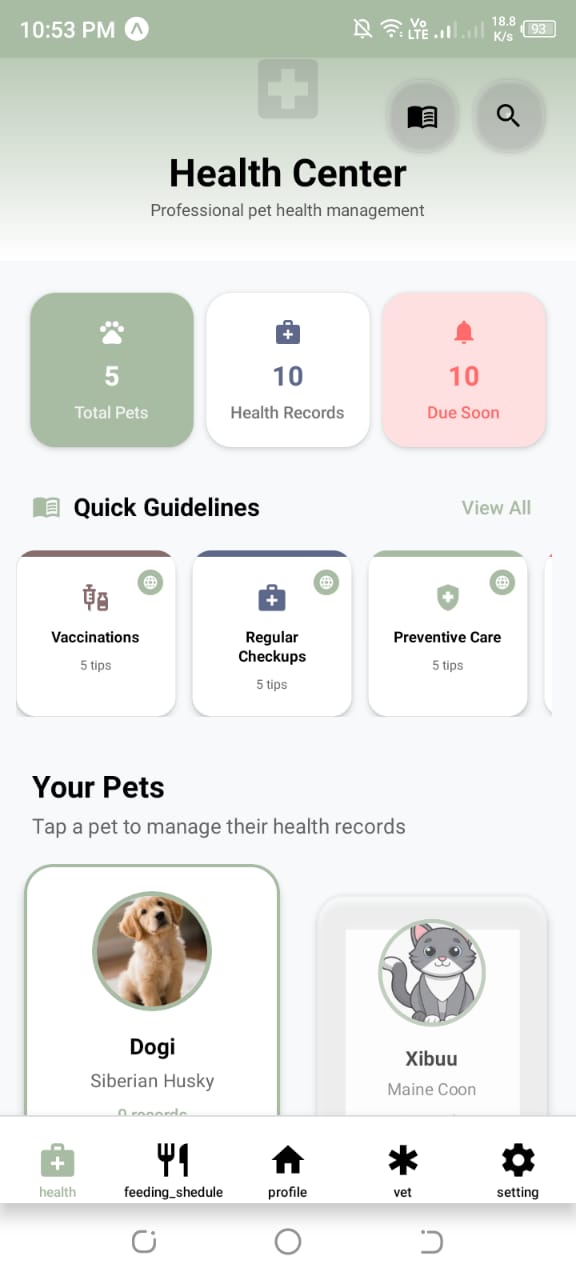 10:53 PM
Vo
LTE
18.8
K/s
93
Health Center
Professional pet health management
5
10
10
Total Pets
Health Records
Due Soon
Quick Guidelines
View All
Vaccinations
5 tips
Regular
Checkups
5 tips
Preventive Care
5 tips
Your Pets
Tap a pet to manage their health records
Dogi
Siberian Husky
Xibuu
Maine Coon
health
feeding_shedule
profile
vet
setting